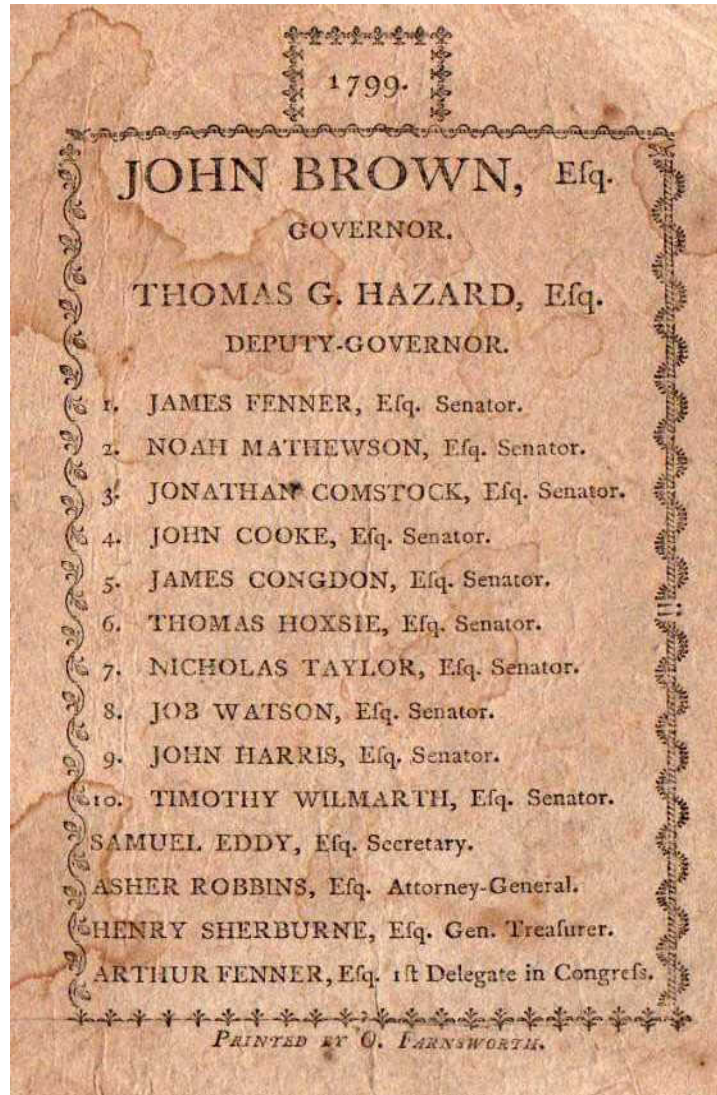 1799.
JOHN BROWN, Eſq.
GOVERNOR.
THOMAS G. HAZARD, Eſq.
DEPUTY-GOVERNOR.
1. JAMES FENNER, Eſq. Senator.
2. NOAH MATHEWSON, Eſq. Senator.
3. JONATHAN COMSTOCK, Eſq. Senator.
4. JOHN COOKE, Eſq. Senator.
5. JAMES CONGDON, Eſq. Senator.
6. THOMAS HOXSIE, Eſq. Senator.
7. NICHOLAS TAYLOR, Eſq. Senator.
8. JOB WATSON, Eſq. Senator.
9. JOHN HARRIS, Eſq. Senator.
10. TIMOTHY WILMARTH, Eſq. Senator.
SAMUEL EDDY, Eſq. Secretary.
ASHER ROBBINS, Eſq. Attorney-General.
HENRY SHERBURNE, Eſq. Gen. Treaſurer.
ARTHUR FENNER, Eſq. 1ſt Delegate in Congreſs.
PRINTED BY O. FARNSWORTH.